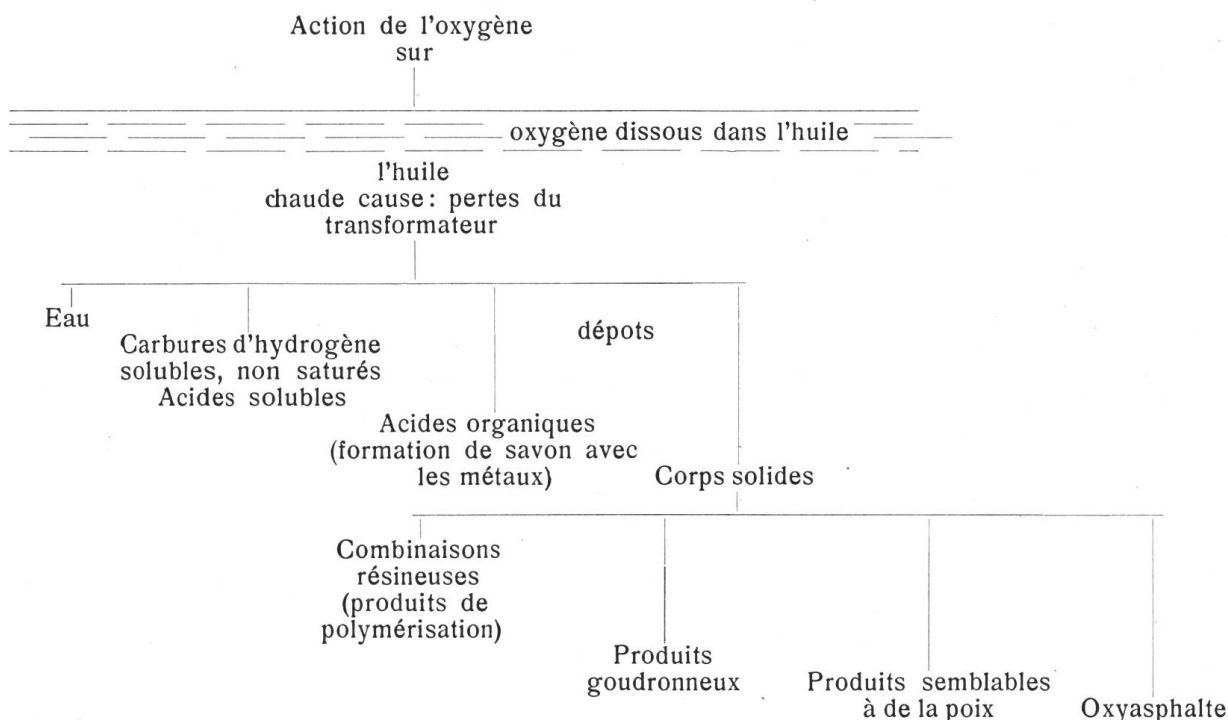 Action de l'oxygène
sur
oxygène dissous dans l'huile
l'huile
chaude cause: pertes du
transformateur
Eau
Carbures d'hydrogène
solubles, non saturés
Acides solubles
dépots
Acides organiques
(formation de savon avec
les métaux)
Corps solides
Combinaisons
résineuses
(produits de
polymérisation)
Produits
goudronneux
Produits semblables
à de la poix
Oxyasphalte